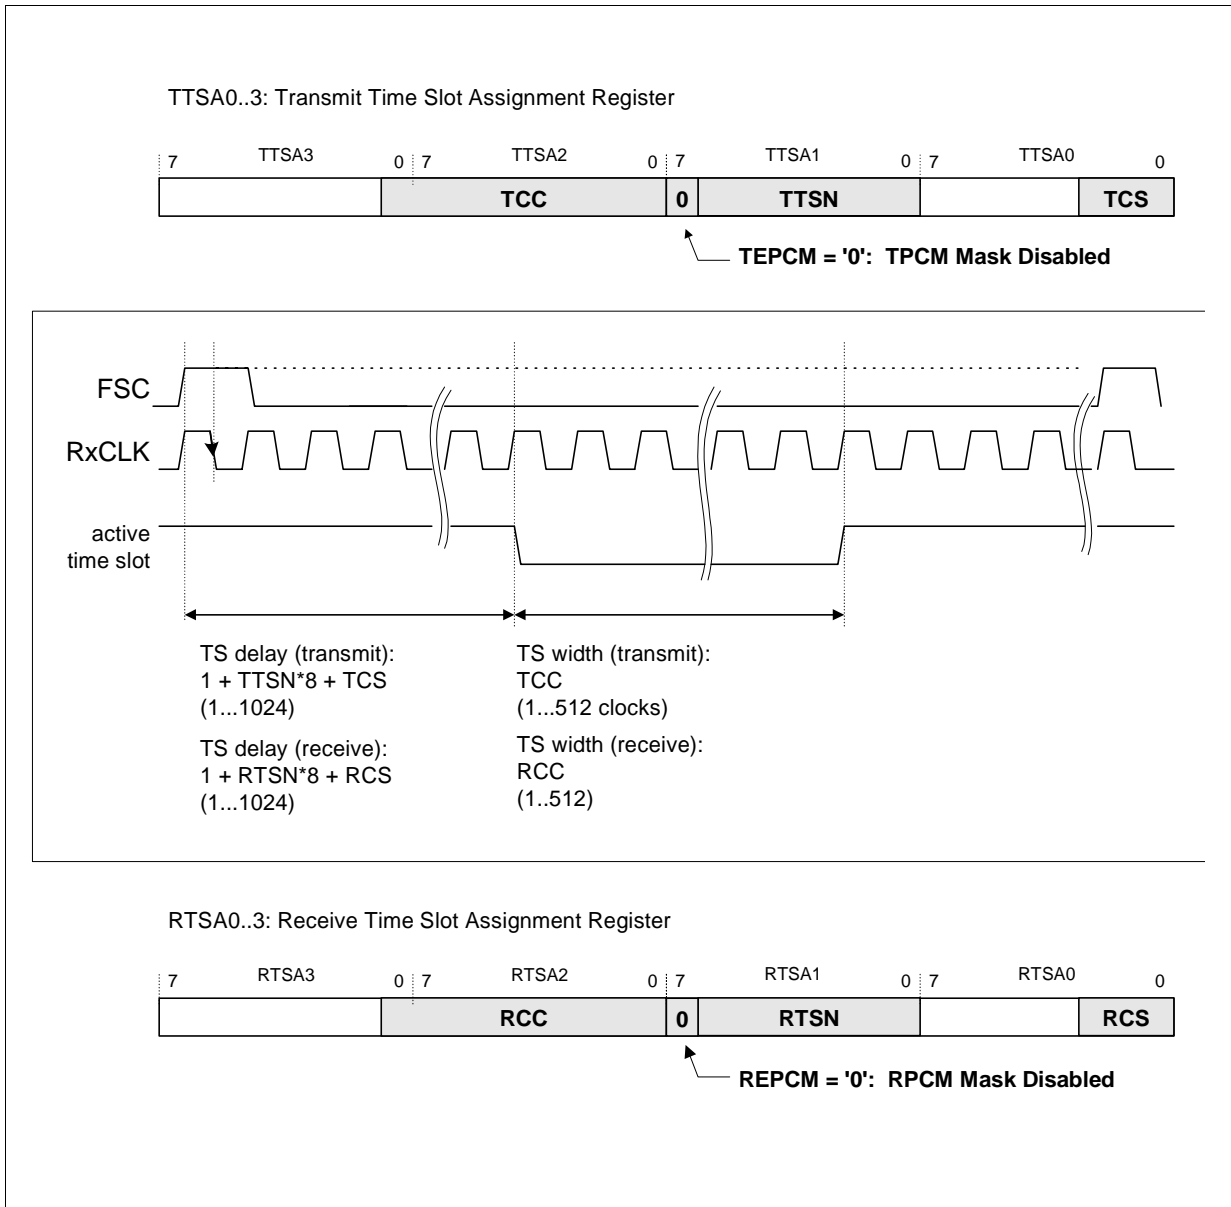 TTSA0..3: Transmit Time Slot Assignment Register
7 TTSA3 0 7 TTSA2 0 7 TTSA1 0 7 TTSA0 0
TCC 0 TTSN TCS
TEPCM = '0': TPCM Mask Disabled
FSC
RxCLK
active
time slot
TS delay (transmit):
1 + TTSN*8 + TCS
(1...1024)
TS width (transmit):
TCC
(1...512 clocks)
TS delay (receive):
1 + RTSN*8 + RCS
(1...1024)
TS width (receive):
RCC
(1..512)
RTSA0..3: Receive Time Slot Assignment Register
7 RTSA3 0 7 RTSA2 0 7 RTSA1 0 7 RTSA0 0
RCC 0 RTSN RCS
REPCM = '0': RPCM Mask Disabled